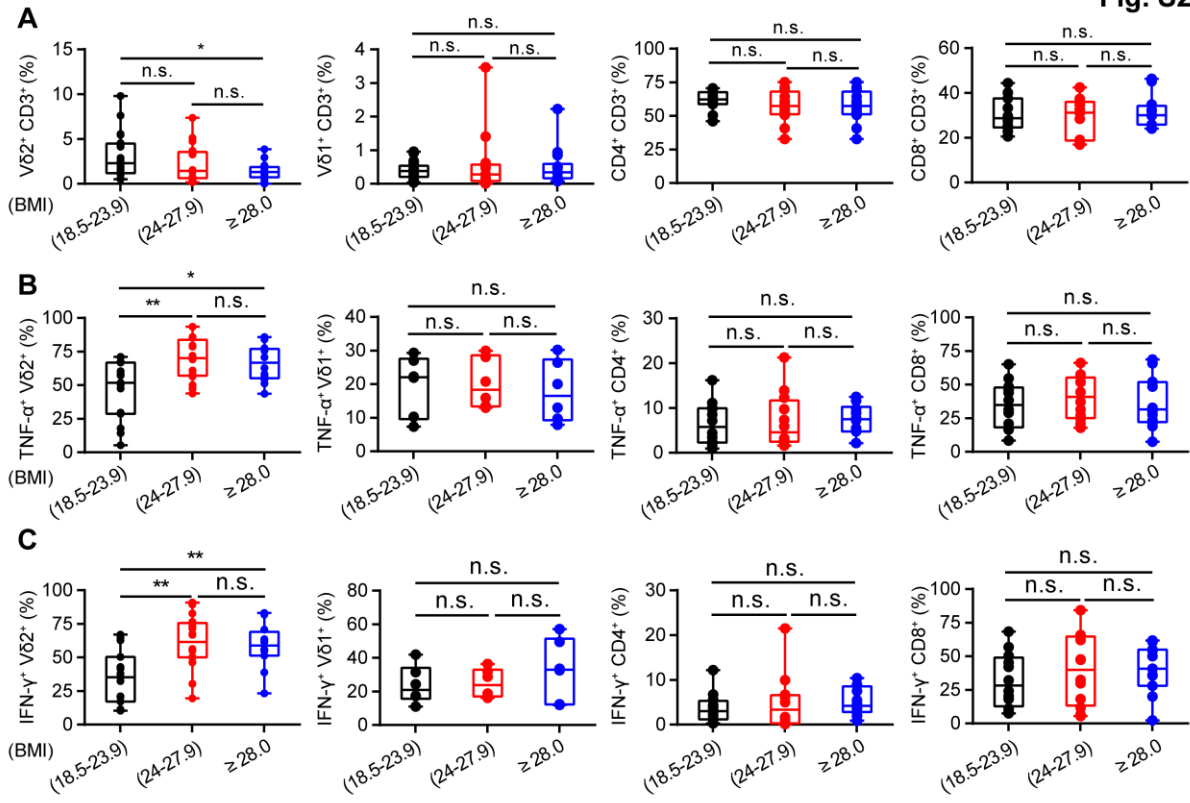 Fig. S2
A
Vδ2⁺ CD3⁺ (%)
15
10
5
0
*
n.s.
n.s.
(BMI)
(18.5-23.9)
(24-27.9)
≥ 28.0
Vδ1⁺ CD3⁺ (%)
4
3
2
1
0
n.s.
n.s.
n.s.
(18.5-23.9)
(24-27.9)
≥ 28.0
CD4⁺ CD3⁺ (%)
100
75
50
25
0
n.s.
n.s.
n.s.
(18.5-23.9)
(24-27.9)
≥ 28.0
CD8⁺ CD3⁺ (%)
60
40
20
0
n.s.
n.s.
n.s.
(18.5-23.9)
(24-27.9)
≥ 28.0
B
TNF-α⁺ Vδ2⁺ (%)
100
75
50
25
0
*
**
n.s.
(BMI)
(18.5-23.9)
(24-27.9)
≥ 28.0
TNF-α⁺ Vδ1⁺ (%)
40
30
20
10
0
n.s.
n.s.
n.s.
(18.5-23.9)
(24-27.9)
≥ 28.0
TNF-α⁺ CD4⁺ (%)
30
20
10
0
n.s.
n.s.
n.s.
(18.5-23.9)
(24-27.9)
≥ 28.0
TNF-α⁺ CD8⁺ (%)
100
75
50
25
0
n.s.
n.s.
n.s.
(18.5-23.9)
(24-27.9)
≥ 28.0
C
IFN-γ⁺ Vδ2⁺ (%)
100
75
50
25
0
**
**
n.s.
(BMI)
(18.5-23.9)
(24-27.9)
≥ 28.0
IFN-γ⁺ Vδ1⁺ (%)
80
60
40
20
0
n.s.
n.s.
n.s.
(18.5-23.9)
(24-27.9)
≥ 28.0
IFN-γ⁺ CD4⁺ (%)
30
20
10
0
n.s.
n.s.
n.s.
(18.5-23.9)
(24-27.9)
≥ 28.0
IFN-γ⁺ CD8⁺ (%)
100
75
50
25
0
n.s.
n.s.
n.s.
(18.5-23.9)
(24-27.9)
≥ 28.0